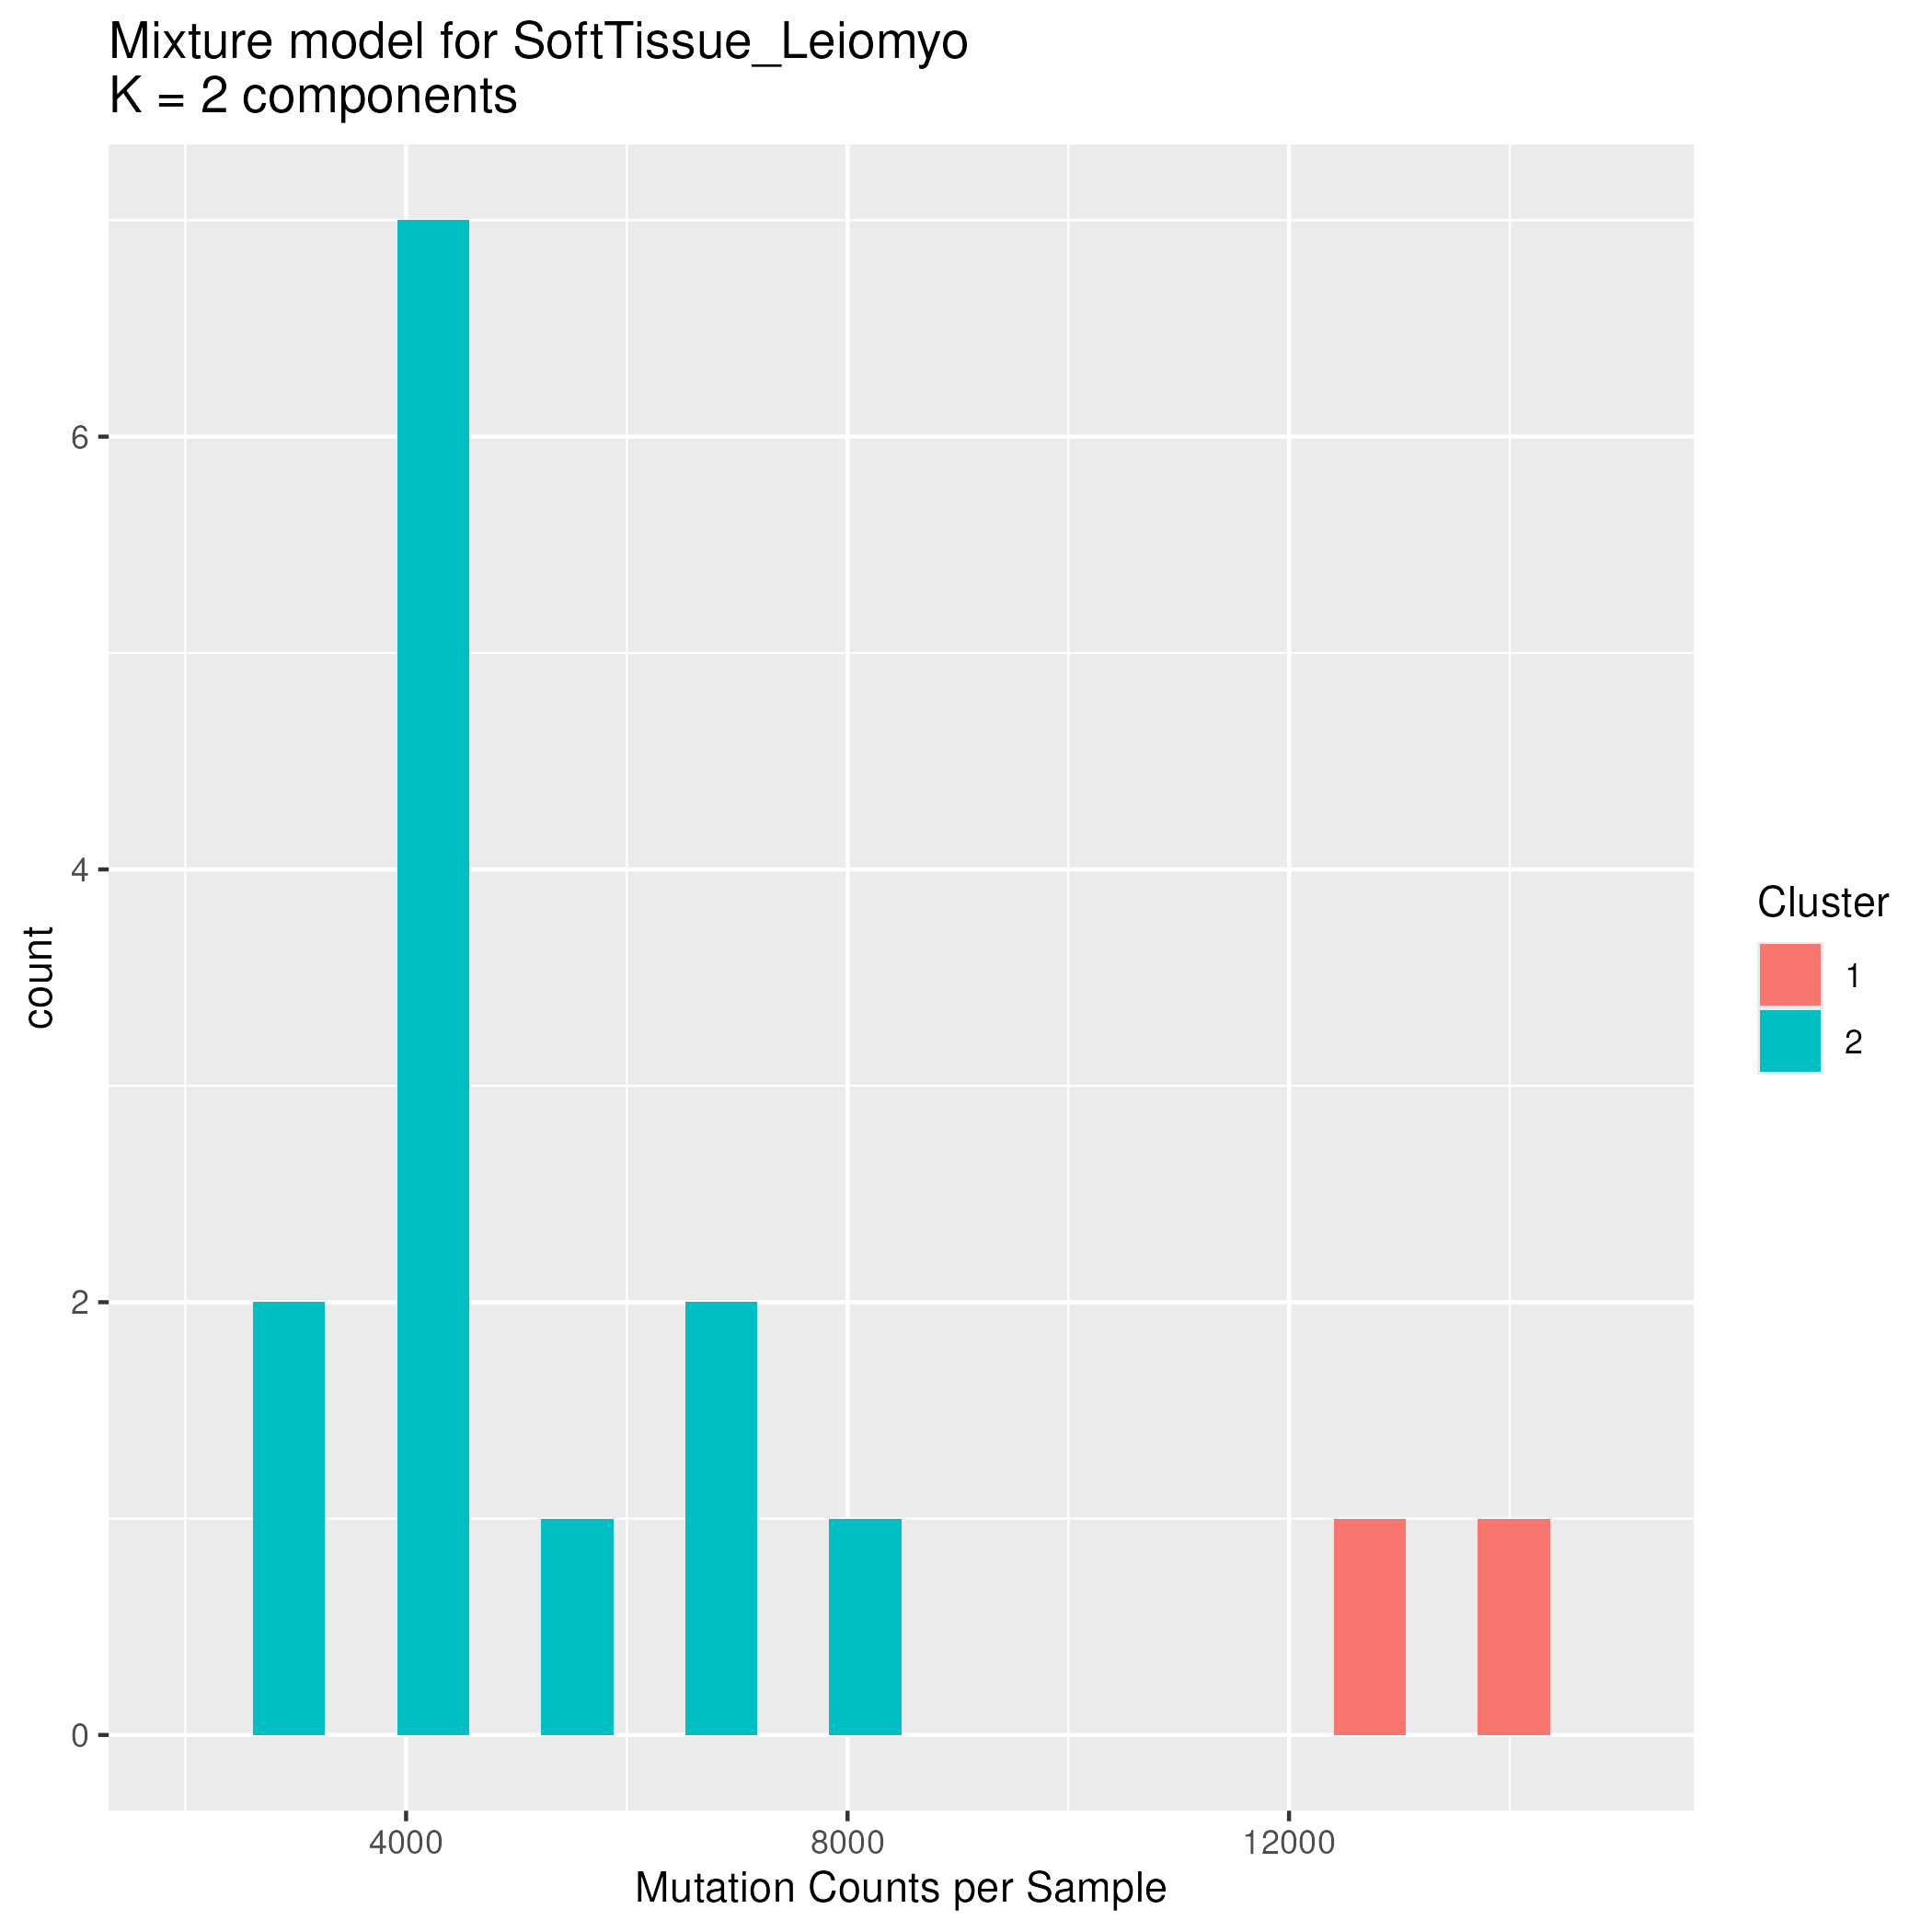 Mixture model for SoftTissue_Leiomyo
K = 2 components
6
4
2
0
count
4000 8000 12000
Mutation Counts per Sample
Cluster
1
2